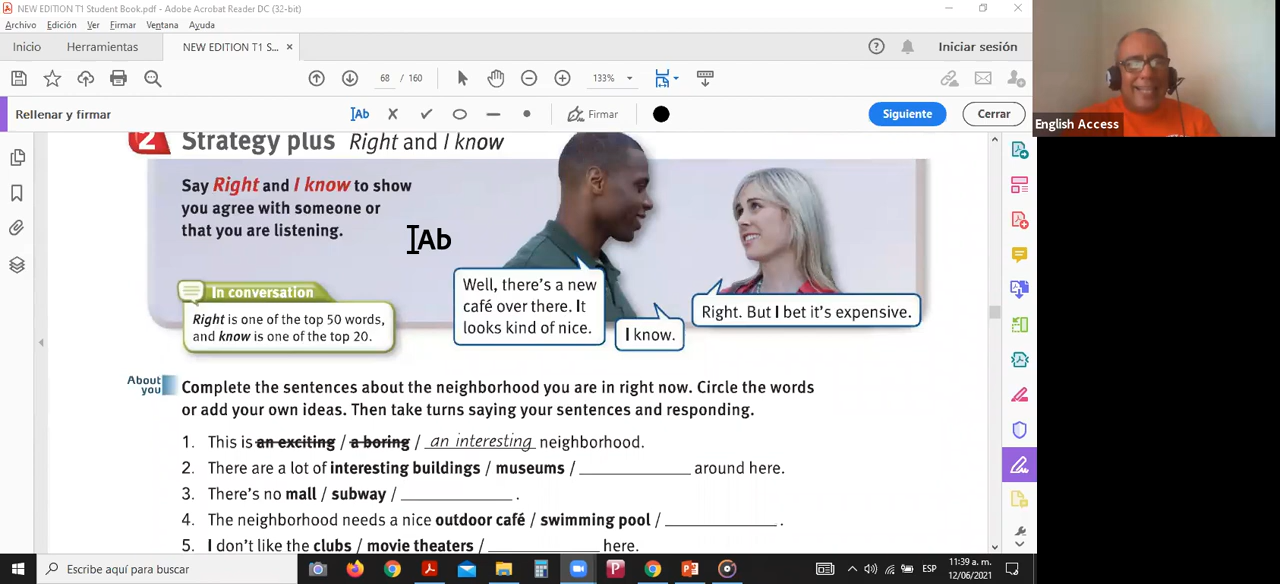 NEW EDITION T1 Student Book.pdf - Adobe Acrobat Reader DC (32-bit)
Archivo Edición Ver Firmar Ventana Ayuda
Inicio Herramientas NEW EDITION T1 S... × Iniciar sesión
68 / 160 133%
Rellenar y firmar Ab Firmar Siguiente Cerrar
English Access
2 Strategy plus Right and I know
Say Right and I know to show
you agree with someone or
that you are listening.
Ab
In conversation
Right is one of the top 50 words,
and know is one of the top 20.
Well, there's a new
café over there. It
looks kind of nice.
I know.
Right. But I bet it's expensive.
About
you
Complete the sentences about the neighborhood you are in right now. Circle the words
or add your own ideas. Then take turns saying your sentences and responding.
1. This is an exciting / a boring / an interesting neighborhood.
2. There are a lot of interesting buildings / museums / ____________ around here.
3. There's no mall / subway / ____________ .
4. The neighborhood needs a nice outdoor café / swimming pool / ____________ .
5. I don't like the clubs / movie theaters / ____________ here.
Escribe aquí para buscar
ESP
11:39 a. m.
12/06/2021